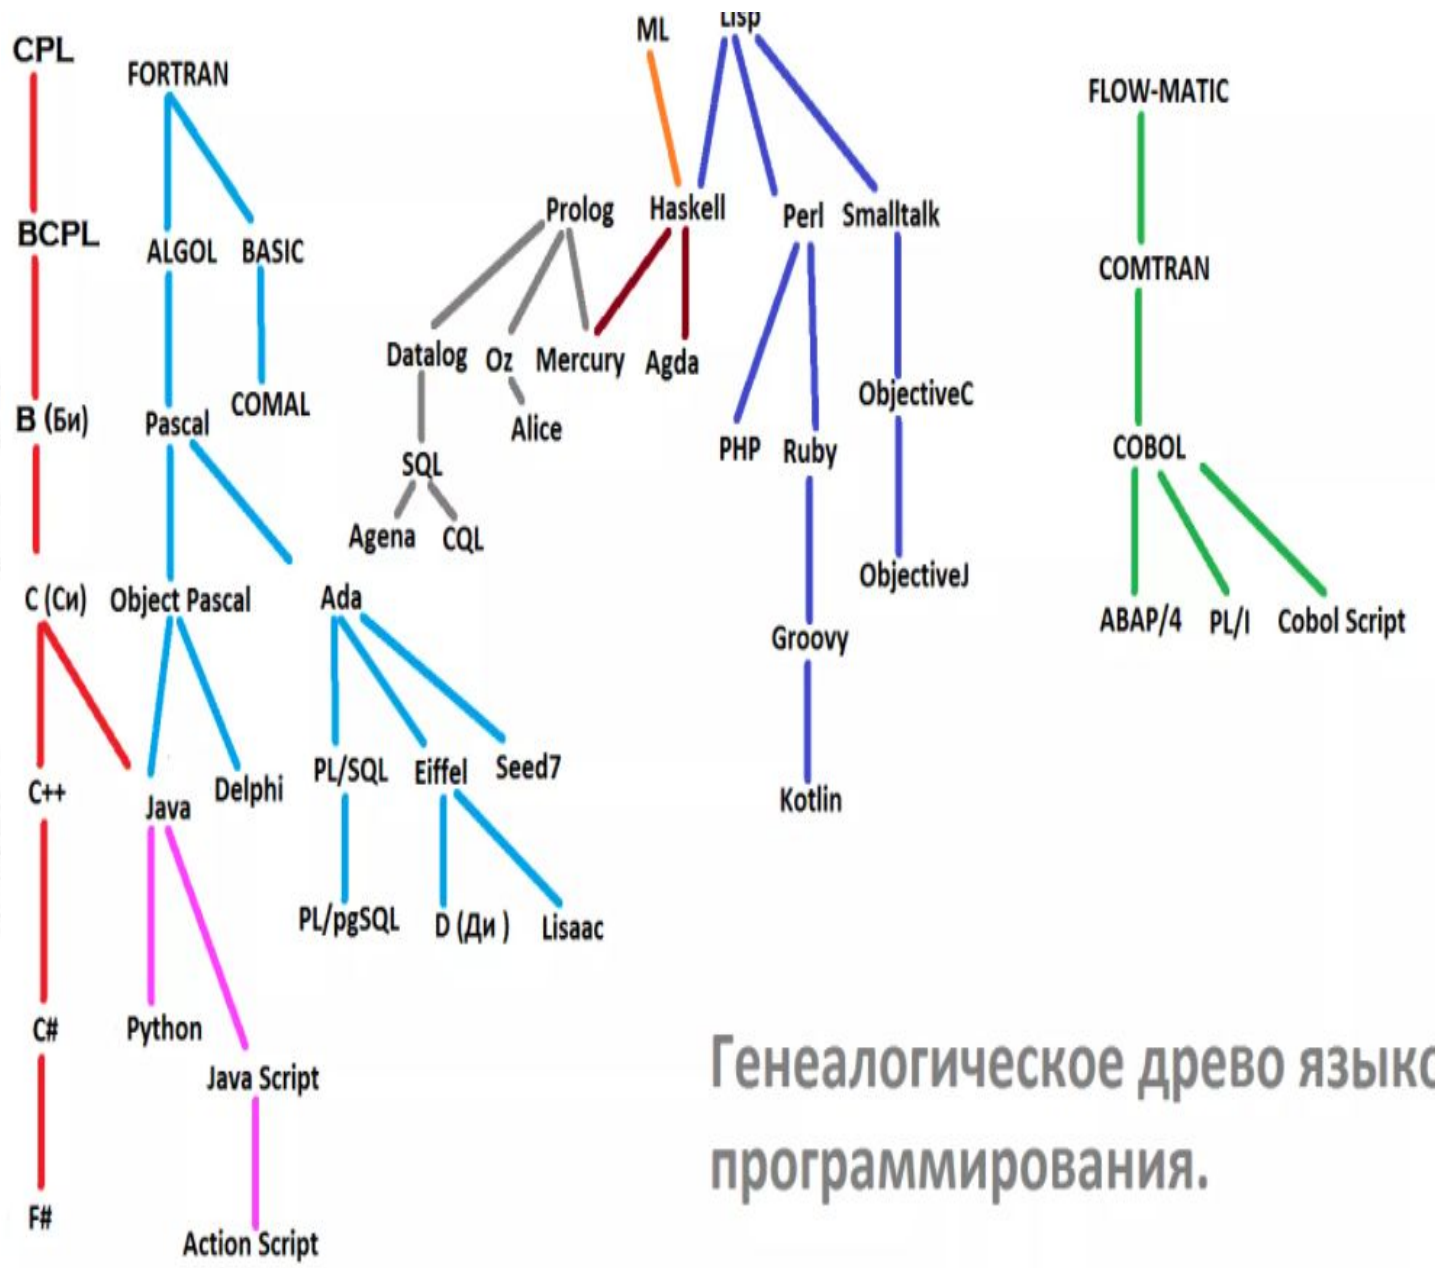 CPL
FORTRAN
ML
Lisp
FLOW-MATIC
BCPL
ALGOL
BASIC
Prolog
Haskell
Perl
Smalltalk
COMTRAN
B (Би)
Pascal
COMAL
Datalog
Oz
Mercury
Agda
Alice
SQL
Agena
CQL
PHP
Ruby
ObjectiveC
COBOL
C (Си)
Object Pascal
Ada
ObjectiveJ
Groovy
ABAP/4
PL/I
Cobol Script
C++
Java
Delphi
PL/SQL
Eiffel
Seed7
Kotlin
PL/pgSQL
D (Ди )
Lisaac
C#
Python
Java Script
F#
Action Script
Генеалогическое древо
программирования.